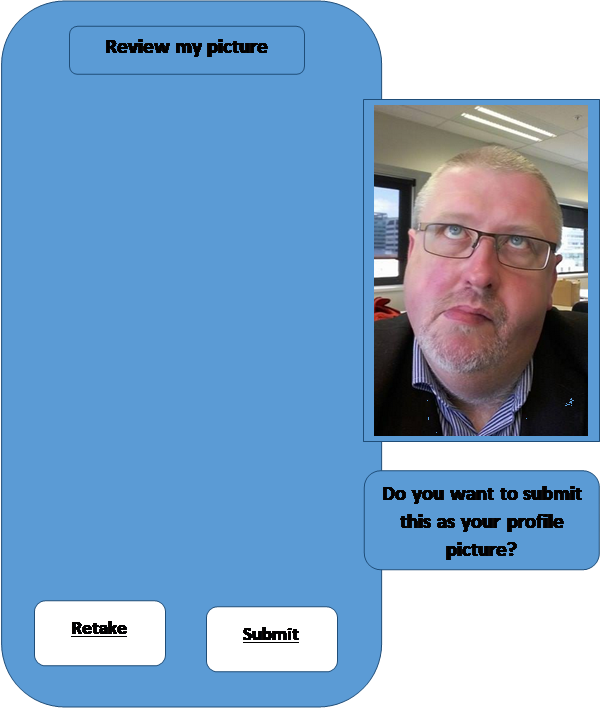 Review my picture
Do you want to submit
this as your profile
picture?
Retake
Submit